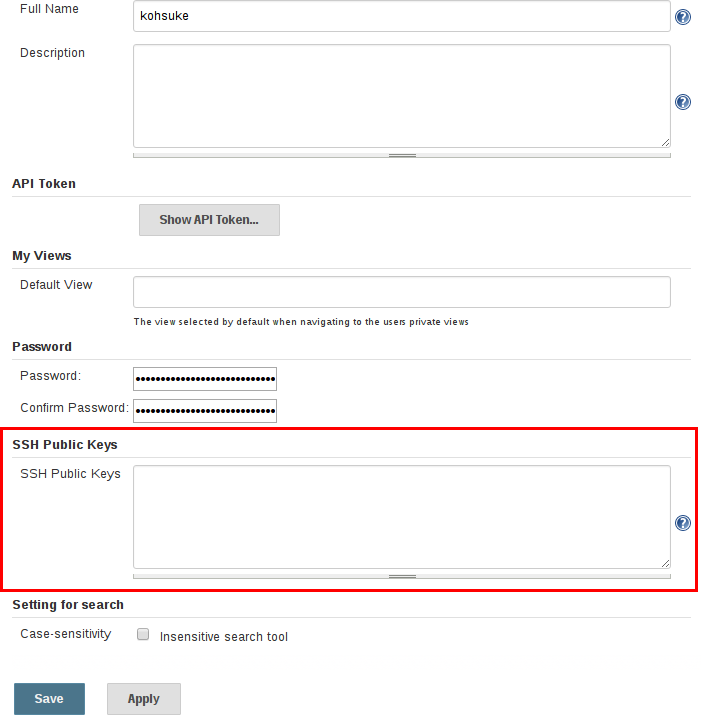 Full Name
kohsuke
Description
API Token
Show API Token...
My Views
Default View
The view selected by default when navigating to the users private views
Password
Password:
Confirm Password:
SSH Public Keys
SSH Public Keys
Setting for search
Case-sensitivity
Insensitive search tool
Save
Apply